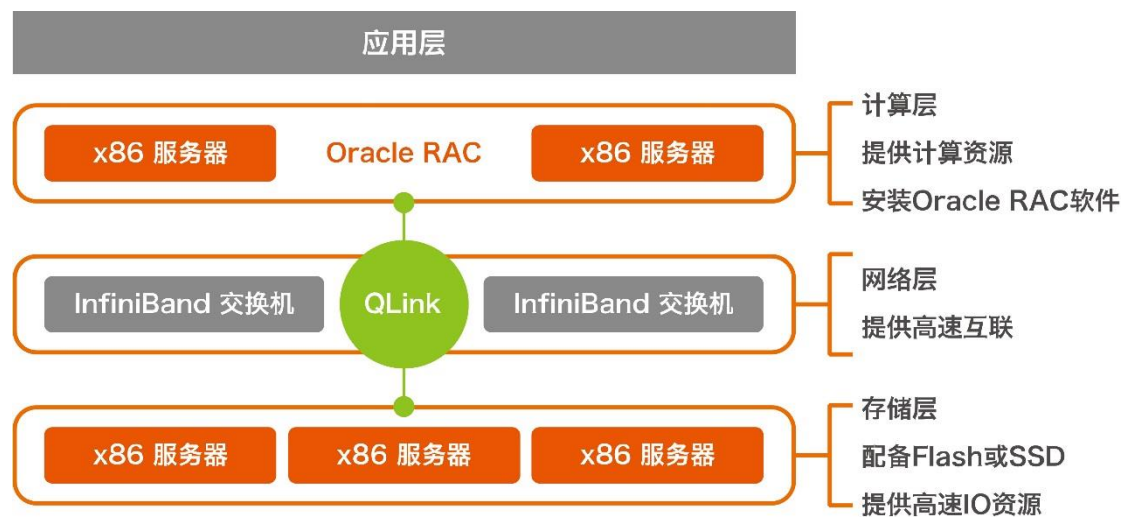 应用层
x86 服务器 Oracle RAC x86 服务器
计算层
提供计算资源
安装Oracle RAC软件
InfiniBand 交换机 QLink InfiniBand 交换机
网络层
提供高速互联
x86 服务器 x86 服务器 x86 服务器
存储层
配备Flash或SSD
提供高速IO资源